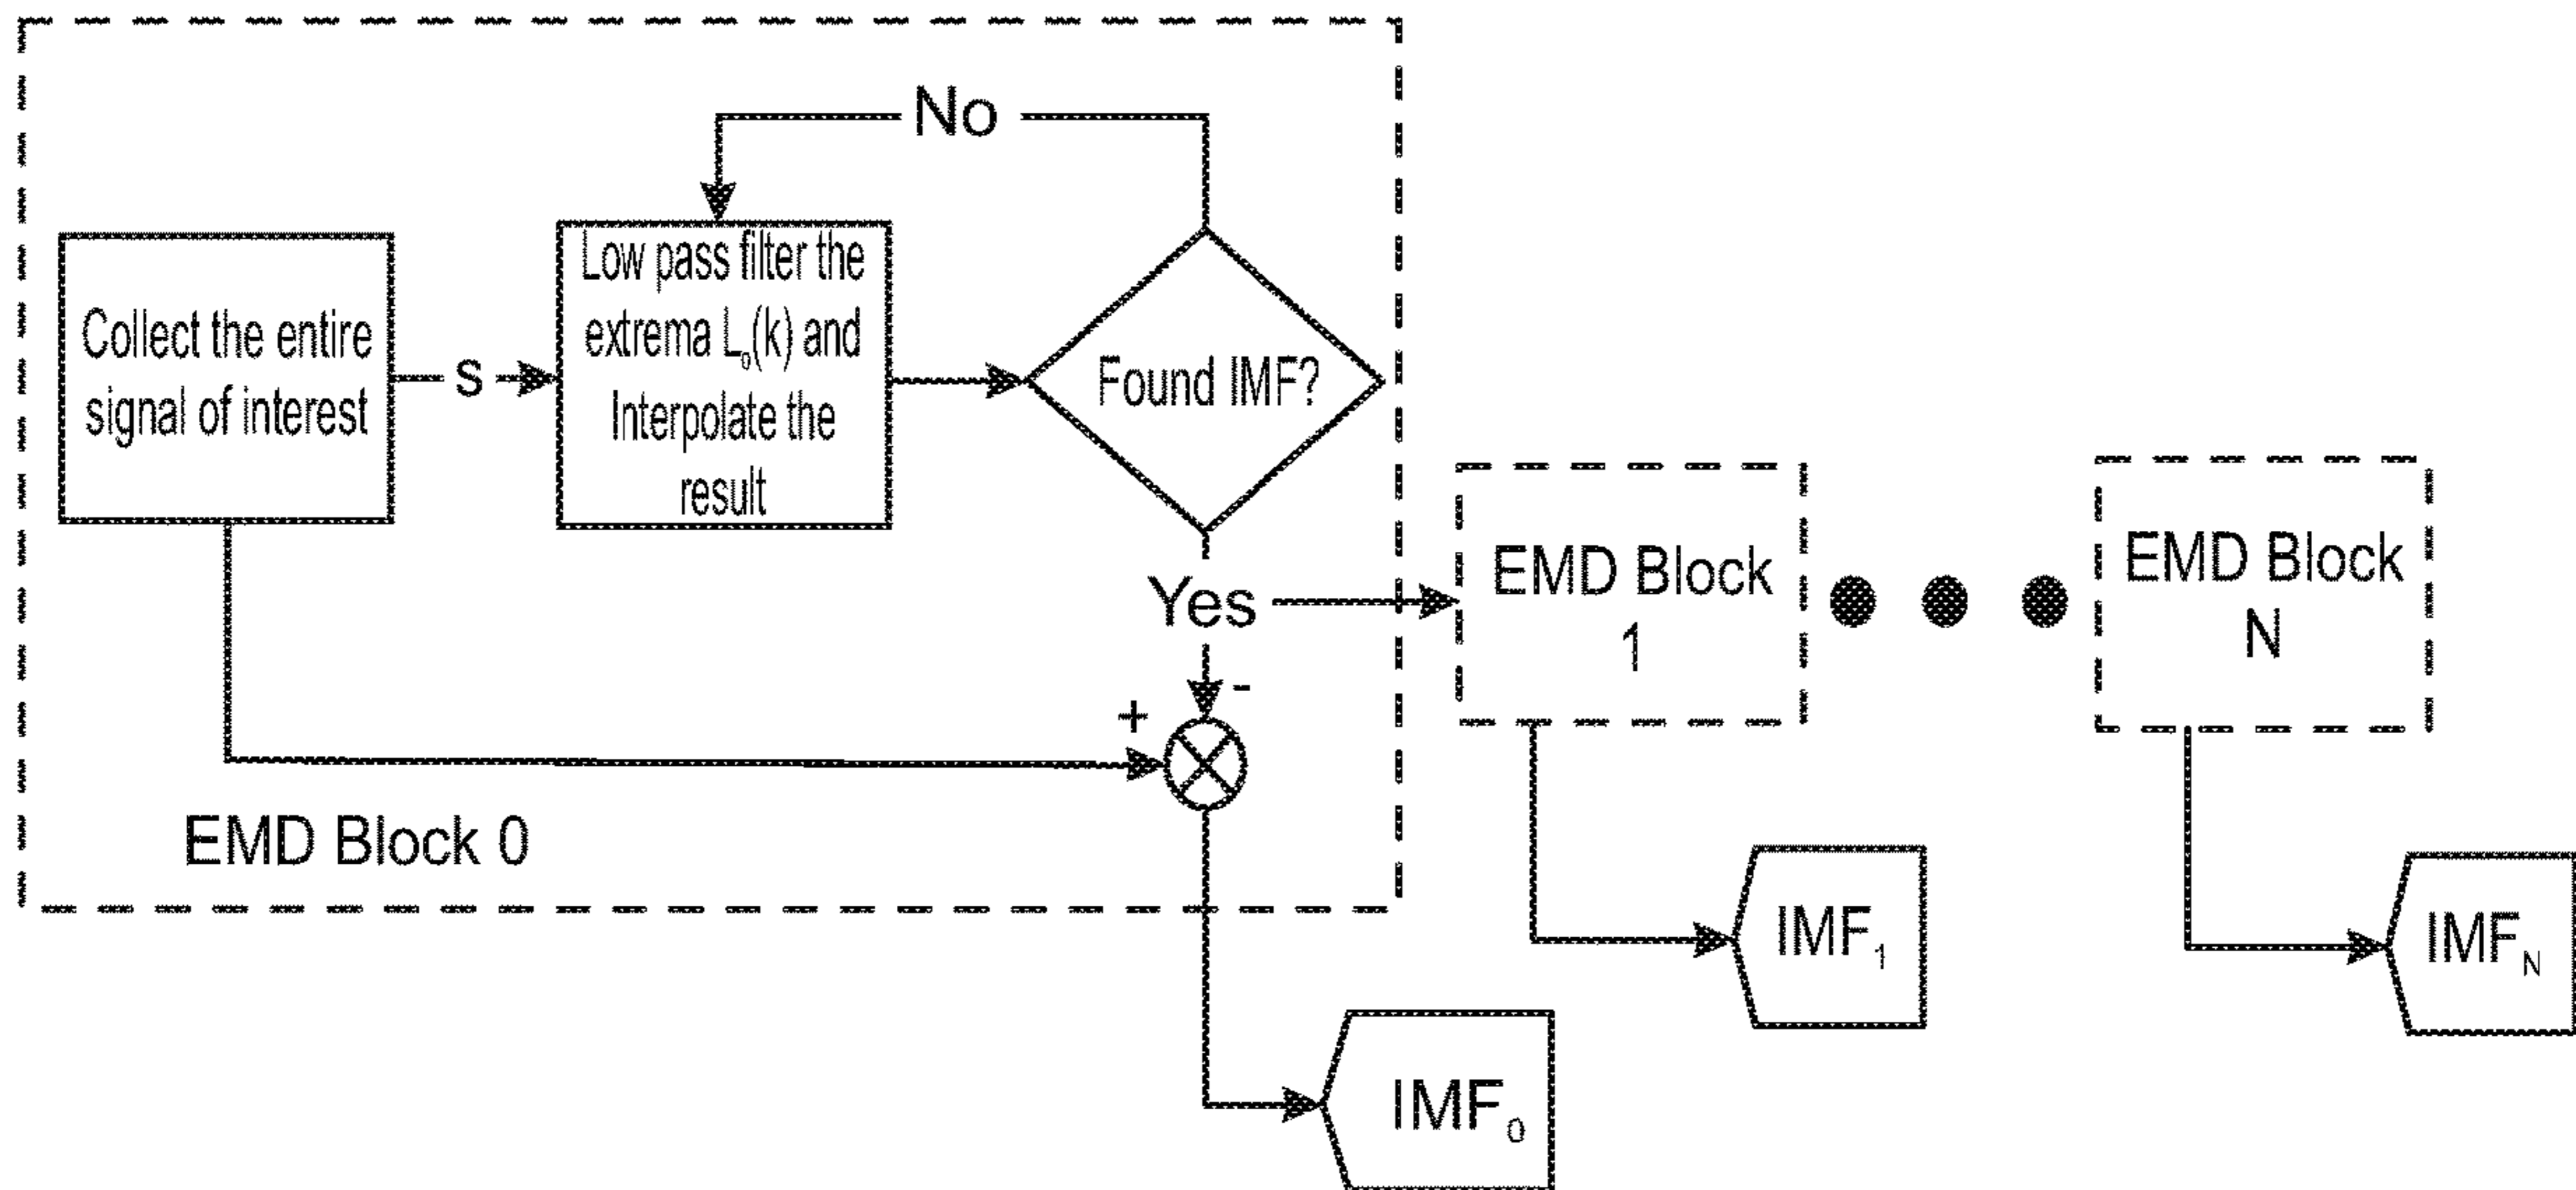 No
Collect the entire
signal of interest
s
Low pass filter the
extrema L₀(k) and
Interpolate the
result
Found IMF?
Yes
-
+
EMD Block 0
EMD Block
1
EMD Block
N
IMF₀
IMF₁
IMF_N